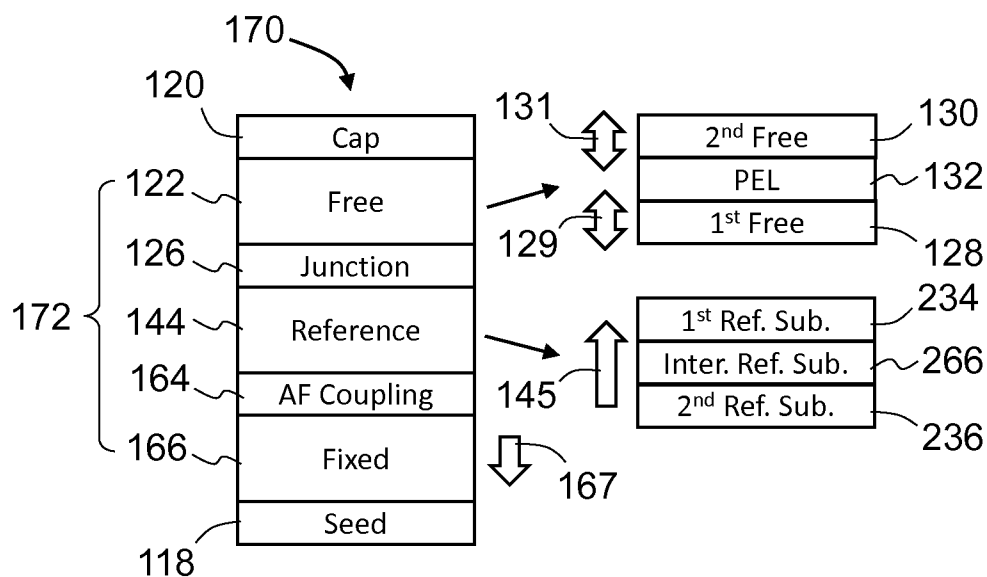 170
120
Cap
131
2nd Free
130
122
Free
PEL
132
129
1st Free
128
126
Junction
172
144
Reference
1st Ref. Sub.
234
Inter. Ref. Sub.
266
145
2nd Ref. Sub.
236
164
AF Coupling
166
Fixed
167
118
Seed